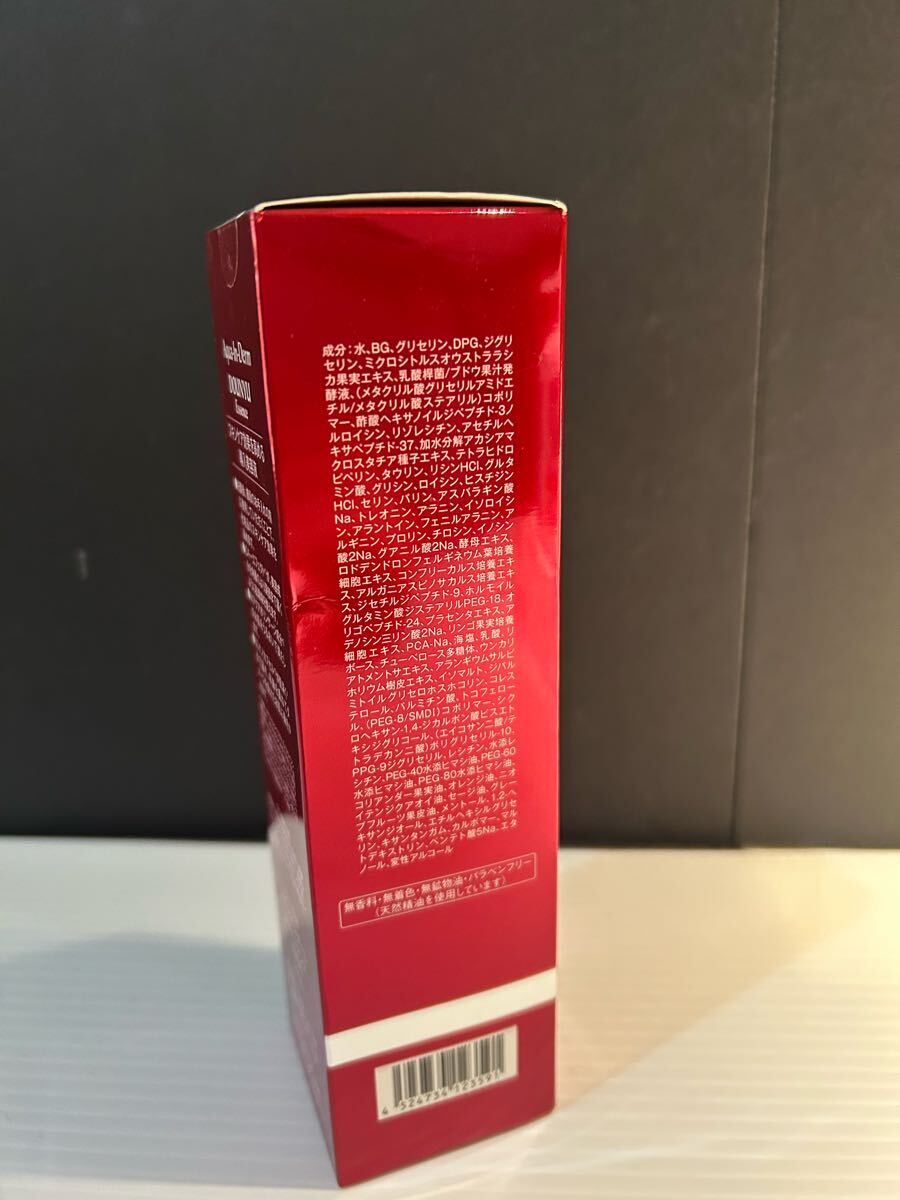 Aqua-In-Derm
DOUNYU
Essence
成分：水、BG、グリセリン、DPG、ジグリ
セリン、ミクロシトルスオウストララシ
カ果実エキス、乳酸桿菌/ブドウ果汁発
酵液、(メタクリル酸グリセリルアミドエ
チル/メタクリル酸ステアリル)コポリ
マー、酢酸ヘキサノイルジペプチド-3ノ
ルロイシン、リゾレシチン、アセチルヘ
キサペプチド-37、加水分解アカシアマ
クロスタチア種子エキス、テトラヒドロ
ピペリン、タウリン、リシンHCl、グルタ
ミン酸、グリシン、ロイシン、ヒスチジン
HCl、セリン、バリン、アスパラギン酸
Na、トレオニン、アラニン、イソロイシ
ン、アラントイン、フェニルアラニン、ア
ルギニン、プロリン、チロシン、イノシン
酸2Na、グアニル酸2Na、酵母エキス、
ロドデンドロンフェルギネウム葉培養
細胞エキス、コンフリーカルス培養エキ
ス、アルガニアスピノサカルス培養エキ
ス、ジセチルジペプチド-9、ホルモイル
グルタミン酸ジステアリルPEG-18、オ
リゴペプチド-24、プラセンタエキス、ア
デノシン三リン酸2Na、リンゴ果実培養
細胞エキス、PCA-Na、海塩、乳酸、リ
ボース、チューベロース多糖体、ウンカリ
アトメントサエキス、アランギウムサルビ
ホリウム樹皮エキス、イソマルト、ジパル
ミトイルグリセロホスホコリン、コレス
テロール、パルミチン酸、トコフェロー
ル、(PEG-8/SMDI)コポリマー、シク
ロヘキサン-1,4-ジカルボン酸ビスエト
キシジグリコール、(エイコサン二酸/テ
トラデカン二酸)ポリグリセリル-10、
PPG-9ジグリセリル、レシチン、水添レ
シチン、PEG-40水添ヒマシ油、PEG-60
水添ヒマシ油、PEG-80水添ヒマシ油、
コリアンダー果実油、オレンジ油、ニオ
イテンジクアオイ油、セージ油、グレー
プフルーツ果皮油、メントール、1,2-ヘ
キサンジオール、エチルヘキシルグリセ
リン、キサンタンガム、カルボマー、マル
トデキストリン、ペンテト酸5Na、エタ
ノール、変性アルコール
無香料・無着色・無鉱物油・パラベンフリー
(天然精油を使用しています)
4 524734 123591